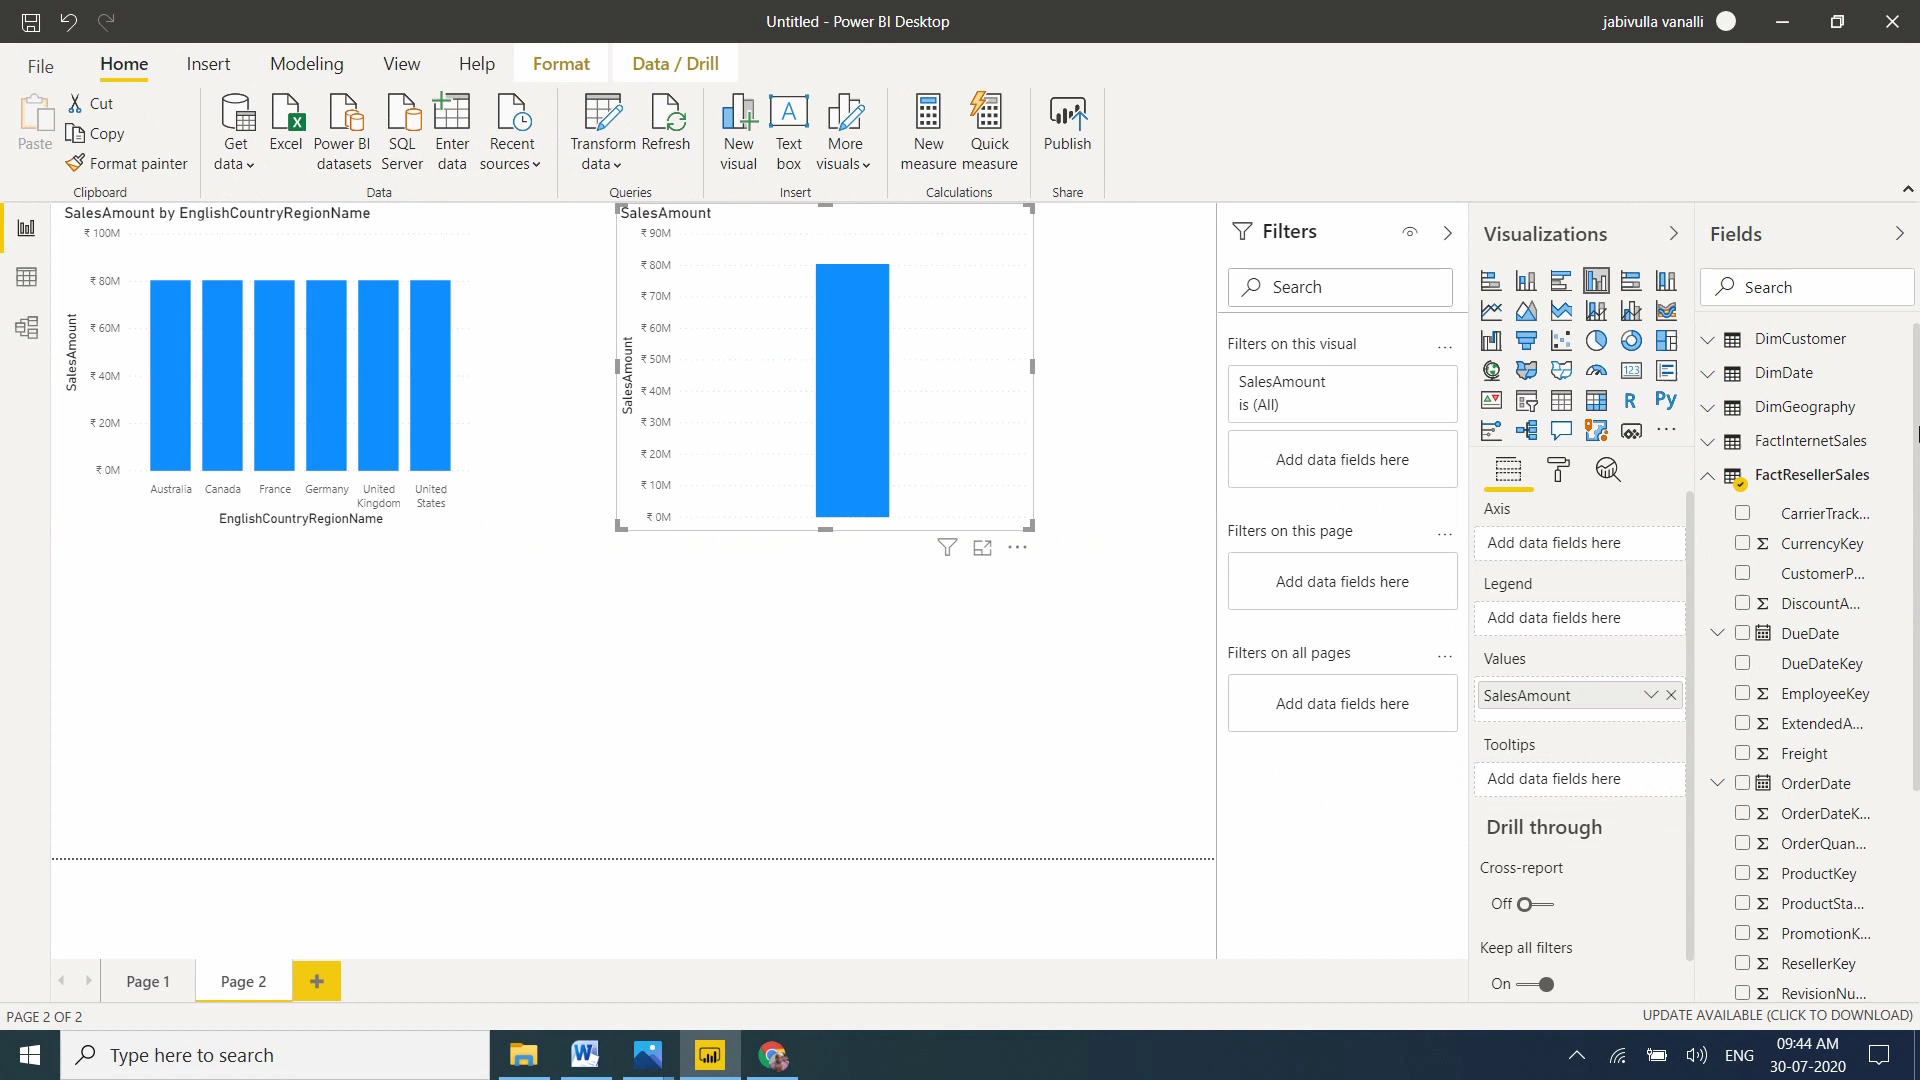 Untitled - Power BI Desktop
jabivulla vanalli
File
Home
Insert
Modeling
View
Help
Format
Data / Drill
Paste
Cut
Copy
Format painter
Clipboard
Get data
Excel
Power BI datasets
SQL Server
Enter data
Recent sources
Data
Transform data
Refresh
Queries
New visual
Text box
More visuals
Insert
New measure
Quick measure
Calculations
Publish
Share
SalesAmount by EnglishCountryRegionName
₹ 100M
₹ 80M
₹ 60M
₹ 40M
₹ 20M
₹ 0M
SalesAmount
Australia
Canada
France
Germany
United Kingdom
United States
EnglishCountryRegionName
SalesAmount
₹ 90M
₹ 80M
₹ 70M
₹ 60M
₹ 50M
₹ 40M
₹ 30M
₹ 20M
₹ 10M
₹ 0M
SalesAmount
Filters
Search
Filters on this visual
...
SalesAmount
is (All)
Add data fields here
Filters on this page
...
Add data fields here
Filters on all pages
...
Add data fields here
Visualizations
123
R
Py
...
Axis
Add data fields here
Legend
Add data fields here
Values
SalesAmount
Tooltips
Add data fields here
Drill through
Cross-report
Off
Keep all filters
On
Fields
Search
DimCustomer
DimDate
DimGeography
FactInternetSales
FactResellerSales
CarrierTrack...
CurrencyKey
CustomerP...
DiscountA...
DueDate
DueDateKey
EmployeeKey
ExtendedA...
Freight
OrderDate
OrderDateK...
OrderQuan...
ProductKey
ProductSta...
PromotionK...
ResellerKey
RevisionNu...
Page 1
Page 2
PAGE 2 OF 2
UPDATE AVAILABLE (CLICK TO DOWNLOAD)
Type here to search
ENG
09:44 AM
30-07-2020